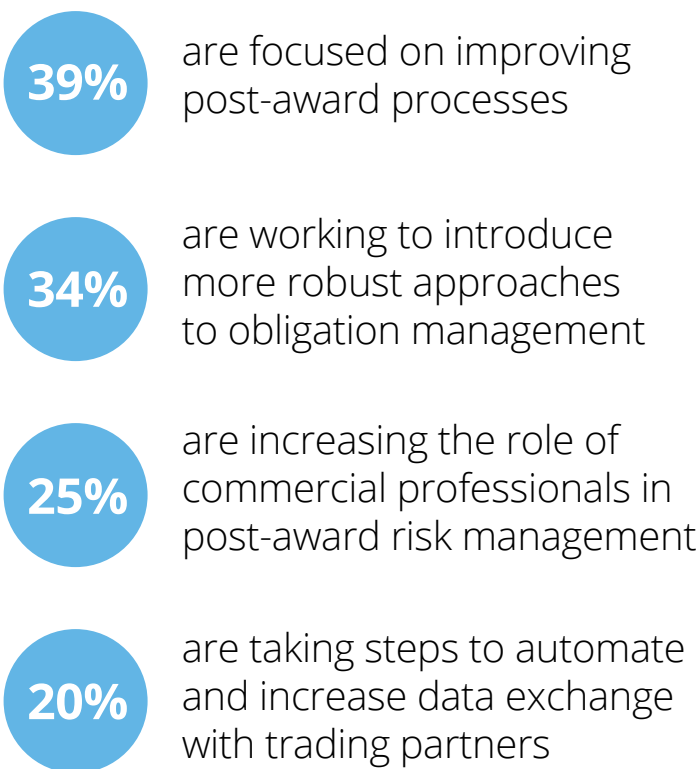 39%
are focused on improving
post-award processes
34%
are working to introduce
more robust approaches
to obligation management
25%
are increasing the role of
commercial professionals in
post-award risk management
20%
are taking steps to automate
and increase data exchange
with trading partners